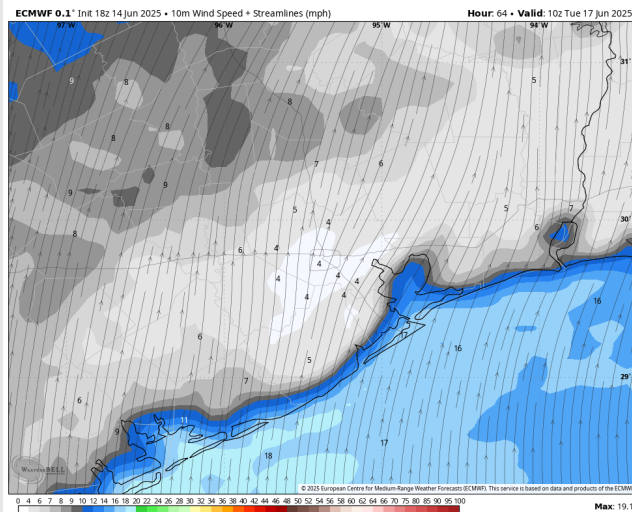 ECMWF 0.1° Init 18z 14 Jun 2025 • 10m Wind Speed + Streamlines (mph)
Hour: 64 • Valid: 10z Tue 17 Jun 2025
97°W 96°W 95°W 94°W
31°
5
9 8
8
8
8
7 6
9 9
5 4 5 7
30°
8 6
6 4
4
4 4 4
4 4
16
17
6 16
5
7 29°
6
11
9
17
18
WEATHERBELL
© 2025 European Centre for Medium-Range Weather Forecasts (ECMWF). This service is based on data and products of the ECMWF
0 4 6 7 8 9 10 12 14 16 18 20 22 24 26 28 30 32 34 36 38 40 42 44 46 48 50 52 54 56 58 60 64 66 70 75 80 85 90 95 100
Max: 19.1